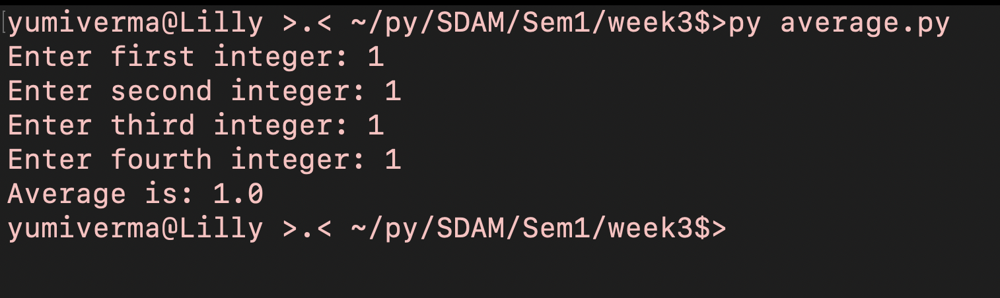 [yumiverma@Lilly >.< ~/py/SDAM/Sem1/week3$>py average.py
Enter first integer: 1
Enter second integer: 1
Enter third integer: 1
Enter fourth integer: 1
Average is: 1.0
yumiverma@Lilly >.< ~/py/SDAM/Sem1/week3$>